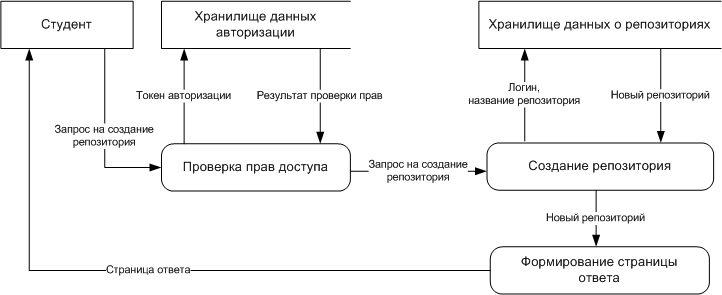 Студент
Хранилище данных
авторизации
Хранилище данных о репозиториях
Токен авторизации
Результат проверки прав
Логин,
название репозитория
Новый репозиторий
Запрос на создание
репозитория
Проверка прав доступа
Запрос на создание
репозитория
Создание репозитория
Новый репозиторий
Страница ответа
Формирование страницы
ответа